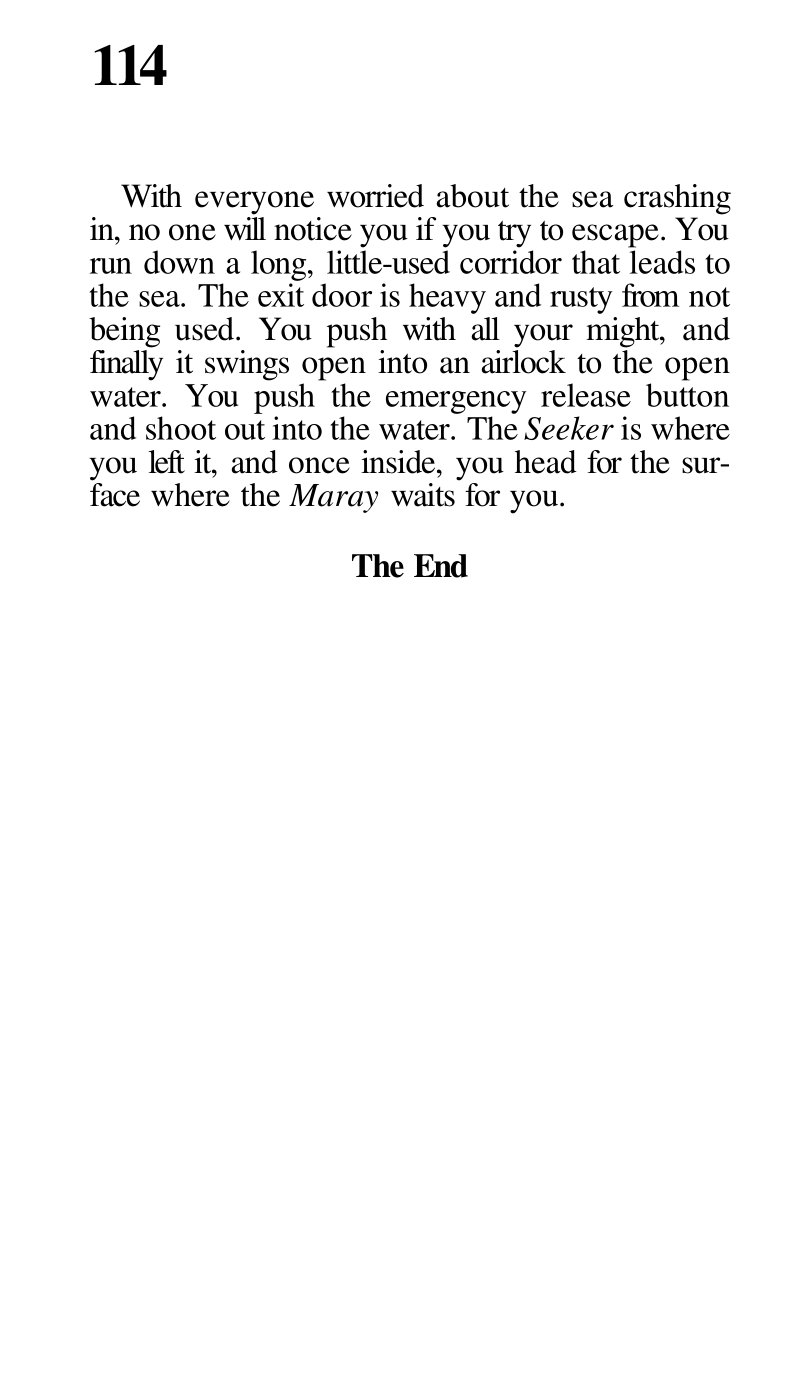 114
With everyone worried about the sea crashing
in, no one will notice you if you try to escape. You
run down a long, little-used corridor that leads to
the sea. The exit door is heavy and rusty from not
being used. You push with all your might, and
finally it swings open into an airlock to the open
water. You push the emergency release button
and shoot out into the water. The Seeker is where
you left it, and once inside, you head for the sur-
face where the Maray waits for you.
The End